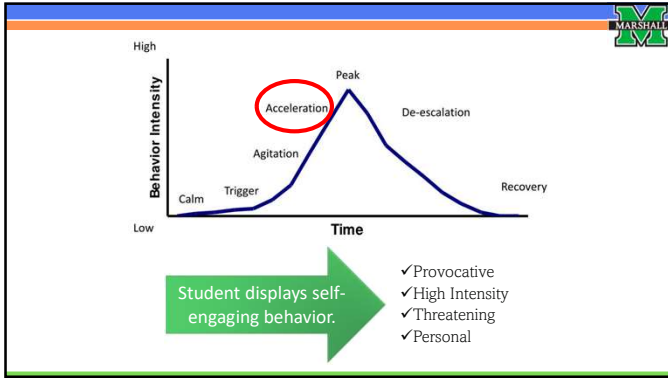 MARSHALL
High
Peak
Acceleration
De-escalation
Behavior Intensity
Agitation
Trigger
Calm
Recovery
Low
Time
Student displays self-
engaging behavior.
✓Provocative
✓High Intensity
✓Threatening
✓Personal